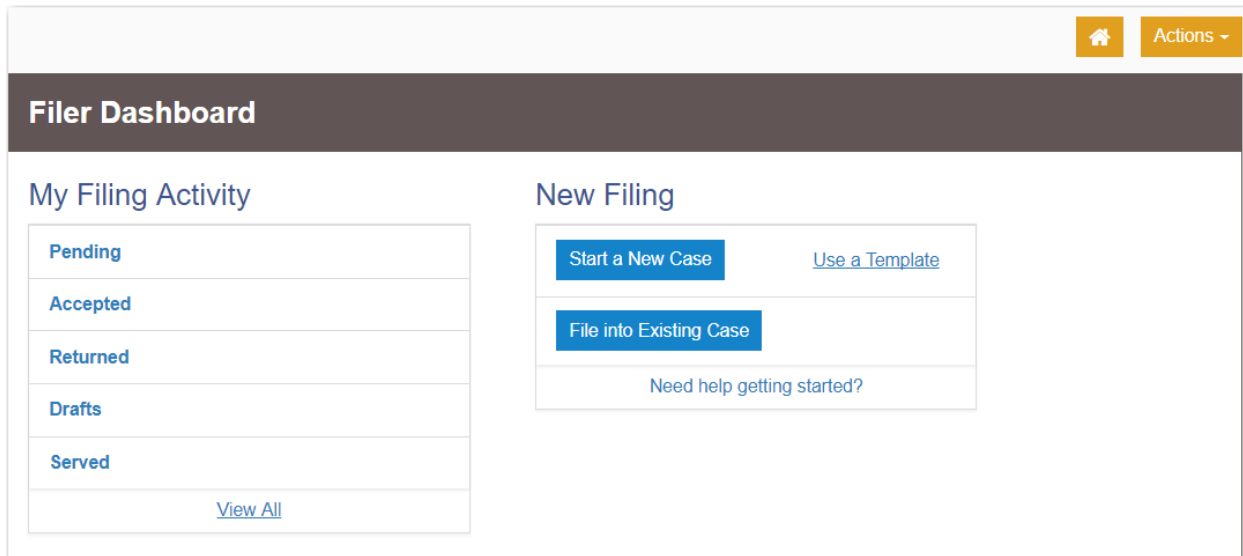 Actions
Filer Dashboard
My Filing Activity
Pending
Accepted
Returned
Drafts
Served
View All
New Filing
Start a New Case
Use a Template
File into Existing Case
Need help getting started?